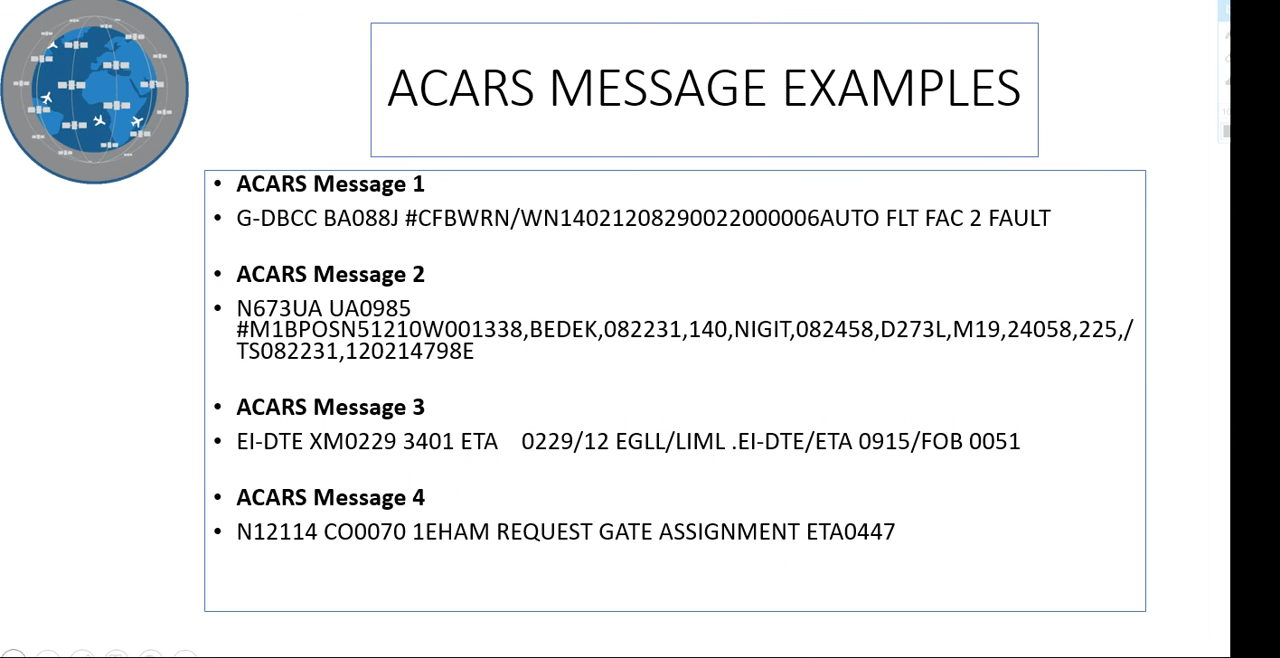 ACARS MESSAGE EXAMPLES
• ACARS Message 1
• G-DBCC BA088J #CFBWRN/WN14021208290022000006AUTO FLT FAC 2 FAULT
• ACARS Message 2
• N673UA UA0985
#M1BPOSN51210W001338,BEDEK,082231,140,NIGIT,082458,D273L,M19,24058,225,/
TS082231,120214798E
• ACARS Message 3
• EI-DTE XM0229 3401 ETA    0229/12 EGLL/LIML .EI-DTE/ETA 0915/FOB 0051
• ACARS Message 4
• N12114 CO0070 1EHAM REQUEST GATE ASSIGNMENT ETA0447